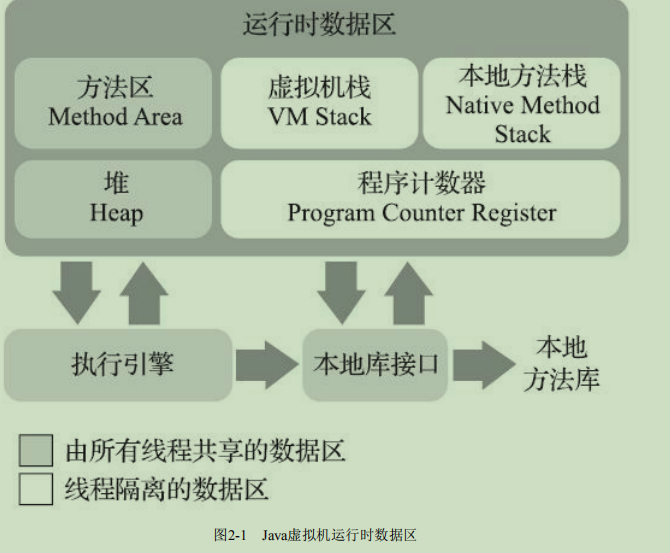 运行时数据区
方法区
Method Area
虚拟机栈
VM Stack
本地方法栈
Native Method
Stack
堆
Heap
程序计数器
Program Counter Register
执行引擎
本地库接口
本地
方法库
由所有线程共享的数据区
线程隔离的数据区
图2-1 Java虚拟机运行时数据区